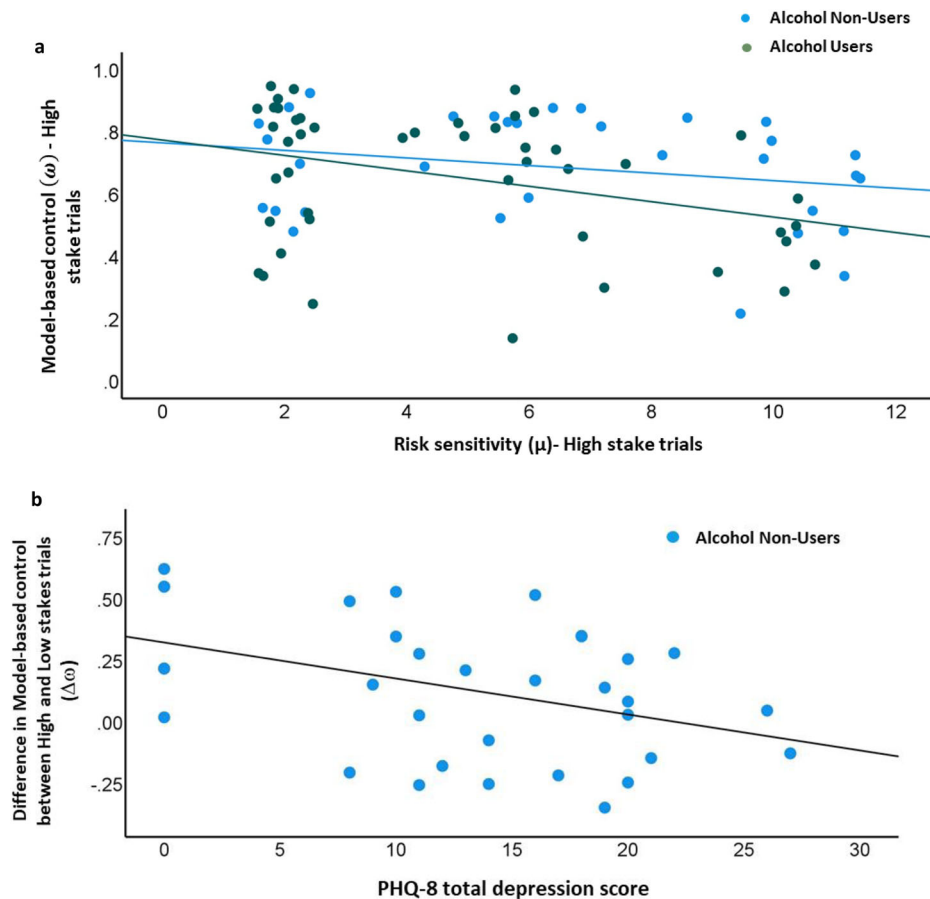 Alcohol Non-Users
Alcohol Users
a
1.0
.8
.6
.4
.2
.0
Model-based control (ω) - High
stake trials
0 2 4 6 8 10 12
Risk sensitivity (μ)- High stake trials
b
Alcohol Non-Users
.75
.50
.25
.00
-.25
Difference in Model-based control
between High and Low stakes trials
(Δω)
0 5 10 15 20 25 30
PHQ-8 total depression score